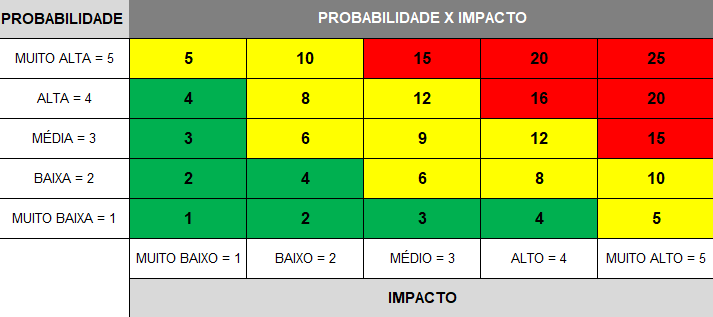 PROBABILIDADE PROBABILIDADE X IMPACTO
MUITO ALTA = 5 5 10 15 20 25
ALTA = 4 4 8 12 16 20
MÉDIA = 3 3 6 9 12 15
BAIXA = 2 2 4 6 8 10
MUITO BAIXA = 1 1 2 3 4 5
MUITO BAIXO = 1 BAIXO = 2 MÉDIO = 3 ALTO = 4 MUITO ALTO = 5
IMPACTO